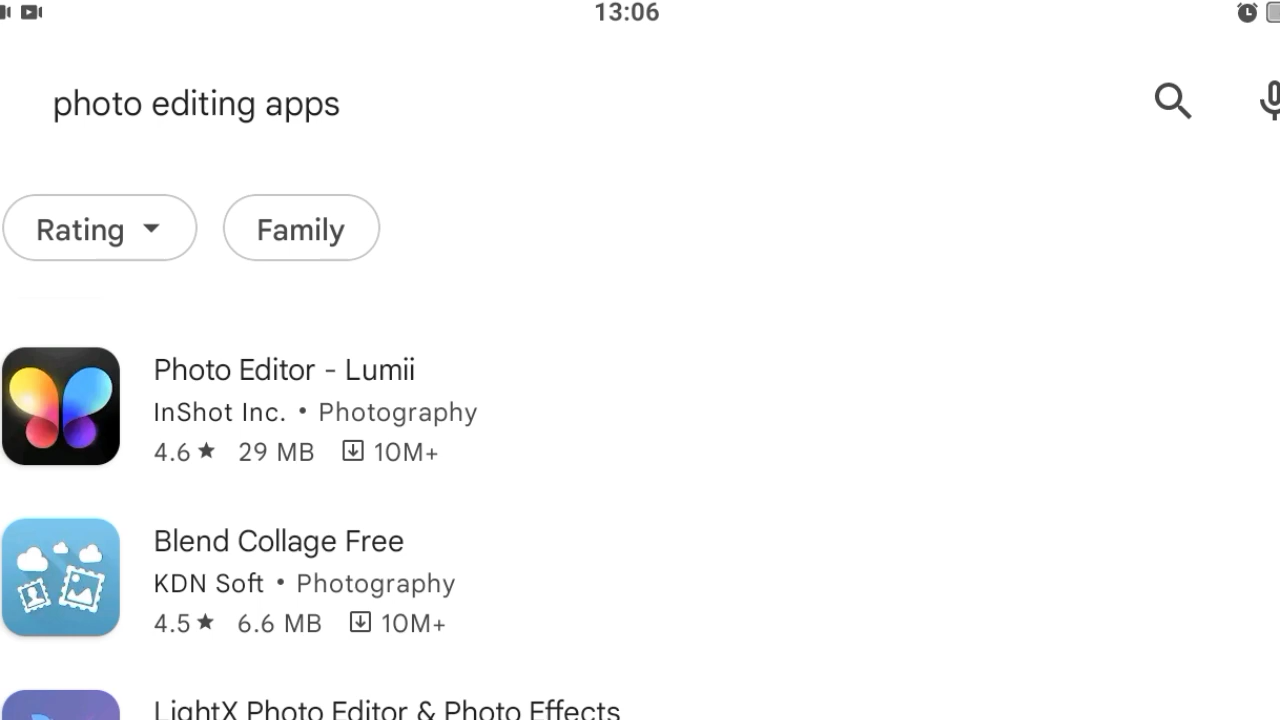 13:06
photo editing apps
Rating
Family
Photo Editor - Lumii
InShot Inc. • Photography
4.6 ★ 29 MB 10M+
Blend Collage Free
KDN Soft • Photography
4.5 ★ 6.6 MB 10M+
LightX Photo Editor & Photo Effects